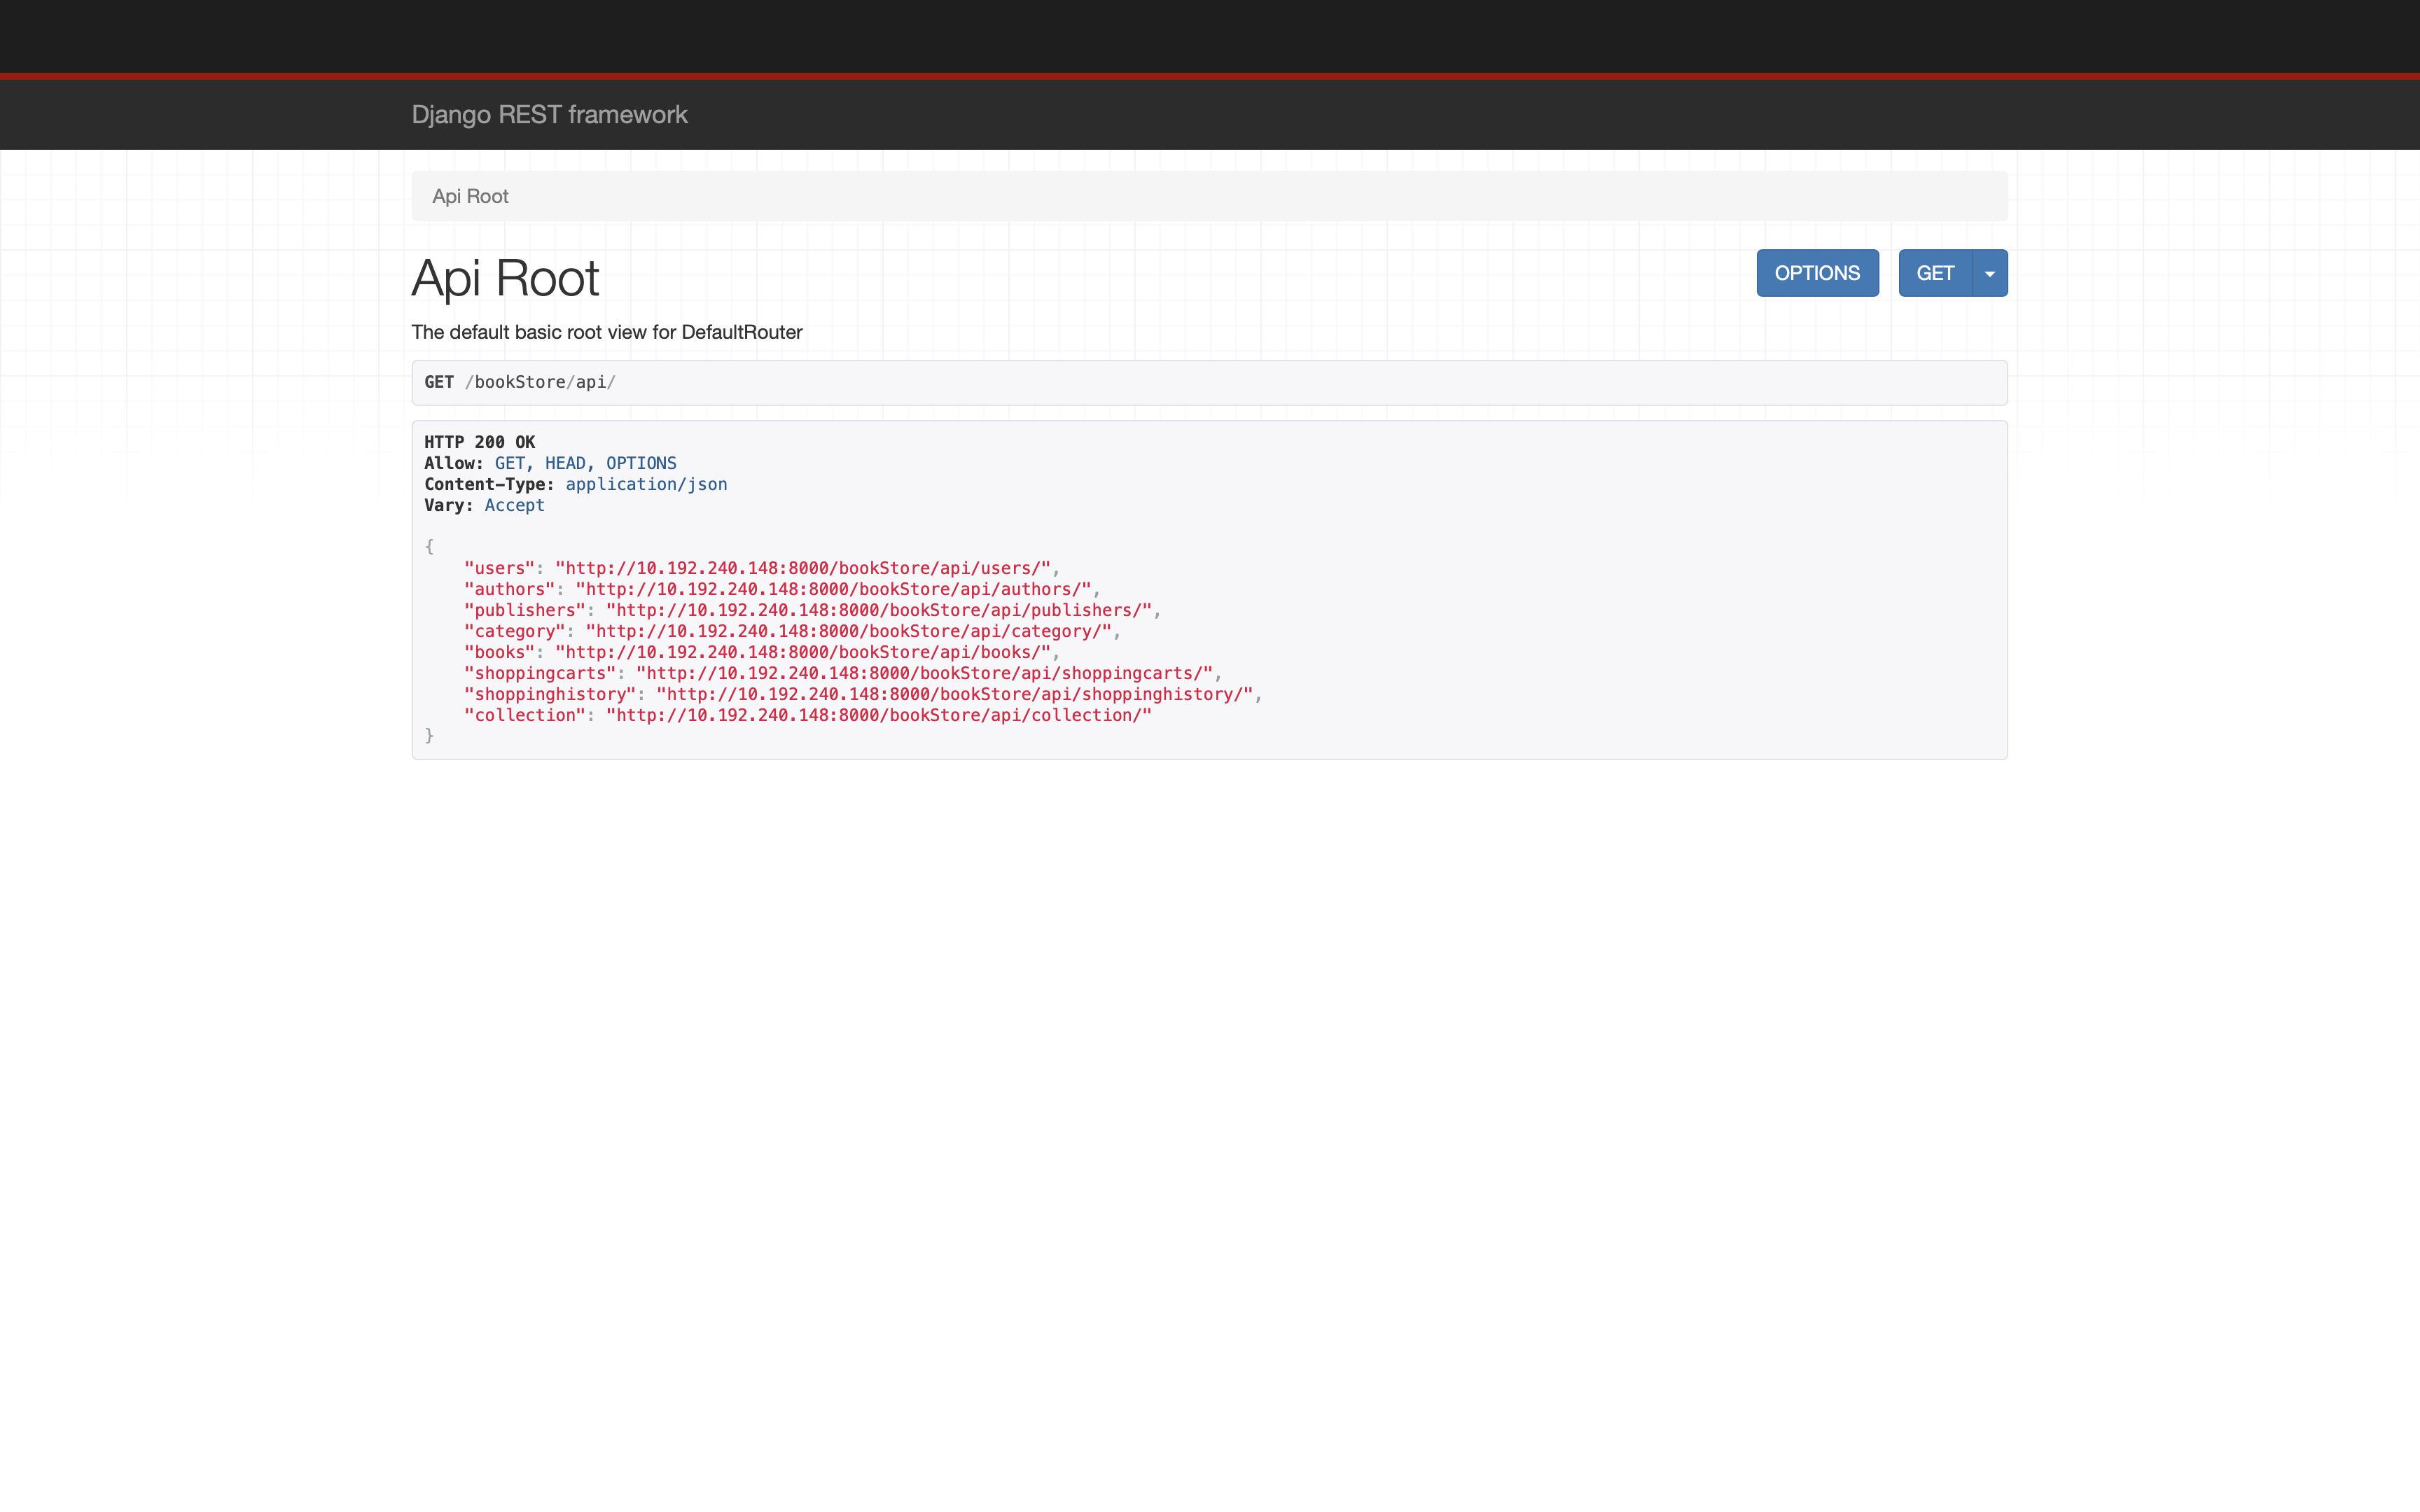 Django REST framework
Api Root
Api Root
OPTIONS
GET
The default basic root view for DefaultRouter
GET /bookStore/api/
HTTP 200 OK
Allow: GET, HEAD, OPTIONS
Content-Type: application/json
Vary: Accept
{
    "users": "http://10.192.240.148:8000/bookStore/api/users/",
    "authors": "http://10.192.240.148:8000/bookStore/api/authors/",
    "publishers": "http://10.192.240.148:8000/bookStore/api/publishers/",
    "category": "http://10.192.240.148:8000/bookStore/api/category/",
    "books": "http://10.192.240.148:8000/bookStore/api/books/",
    "shoppingcarts": "http://10.192.240.148:8000/bookStore/api/shoppingcarts/",
    "shoppinghistory": "http://10.192.240.148:8000/bookStore/api/shoppinghistory/",
    "collection": "http://10.192.240.148:8000/bookStore/api/collection/"
}